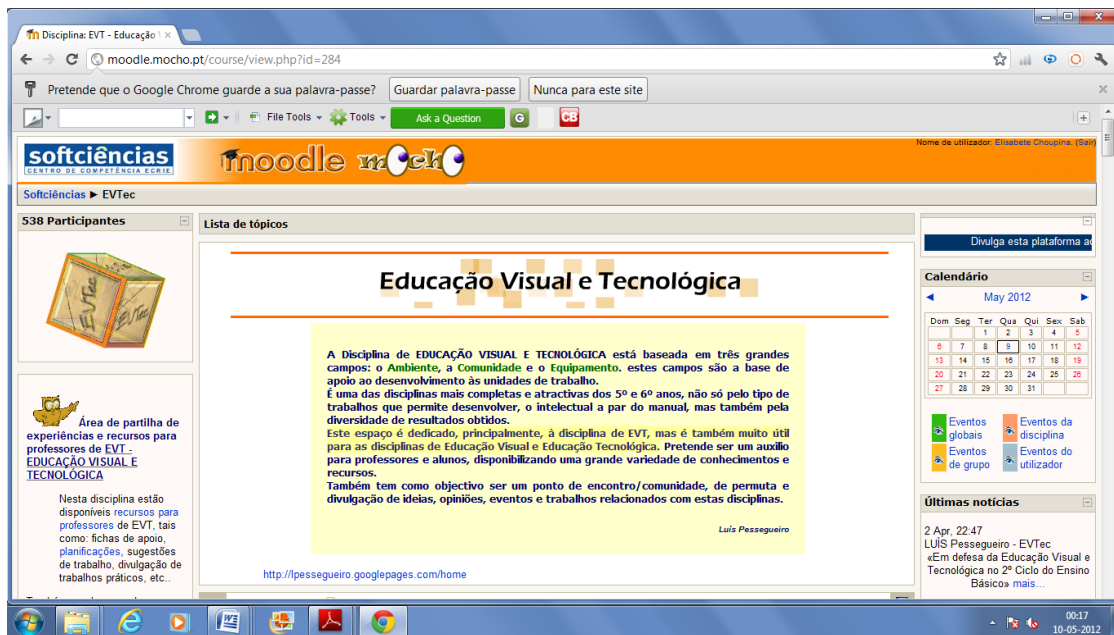 Disciplina: EVT - Educação
moodle.mocho.pt/course/view.php?id=284
Pretende que o Google Chrome guarde a sua palavra-passe? Guardar palavra-passe Nunca para este site
File Tools Tools Ask a Question G CB
softciências
CENTRO DE COMPETÊNCIA ECRIE
moodle mocho
Nome de utilizador: Elisabete Choupina. (Sair)
Softciências ► EVTec
538 Participantes
EVTec
EVTec
Área de partilha de
experiências e recursos para
professores de EVT -
EDUCAÇÃO VISUAL E
TECNOLÓGICA
Nesta disciplina estão
disponíveis recursos para
professores de EVT, tais
como: fichas de apoio,
planificações, sugestões
de trabalho, divulgação de
trabalhos práticos, etc..
Lista de tópicos
Educação Visual e Tecnológica
A Disciplina de EDUCAÇÃO VISUAL E TECNOLÓGICA está baseada em três grandes
campos: o Ambiente, a Comunidade e o Equipamento. estes campos são a base de
apoio ao desenvolvimento às unidades de trabalho.
É uma das disciplinas mais completas e atractivas dos 5º e 6º anos, não só pelo tipo de
trabalhos que permite desenvolver, o intelectual a par do manual, mas também pela
diversidade de resultados obtidos.
Este espaço é dedicado, principalmente, à disciplina de EVT, mas é também muito útil
para as disciplinas de Educação Visual e Educação Tecnológica. Pretende ser um auxílio
para professores e alunos, disponibilizando uma grande variedade de conhecimentos e
recursos.
Também tem como objectivo ser um ponto de encontro/comunidade, de permuta e
divulgação de ideias, opiniões, eventos e trabalhos relacionados com estas disciplinas.
Luís Pessegueiro
http://lpessegueiro.googlepages.com/home
Divulga esta plataforma ao
Calendário
◄ May 2012 ►
Dom Seg Ter Qua Qui Sex Sab
1 2 3 4 5
6 7 8 9 10 11 12
13 14 15 16 17 18 19
20 21 22 23 24 25 26
27 28 29 30 31
Eventos globais
Eventos da disciplina
Eventos de grupo
Eventos do utilizador
Últimas notícias
2 Apr, 22:47
LUÍS Pessegueiro - EVTec
«Em defesa da Educação Visual e
Tecnológica no 2º Ciclo do Ensino
Básico» mais...
00:17
10-05-2012